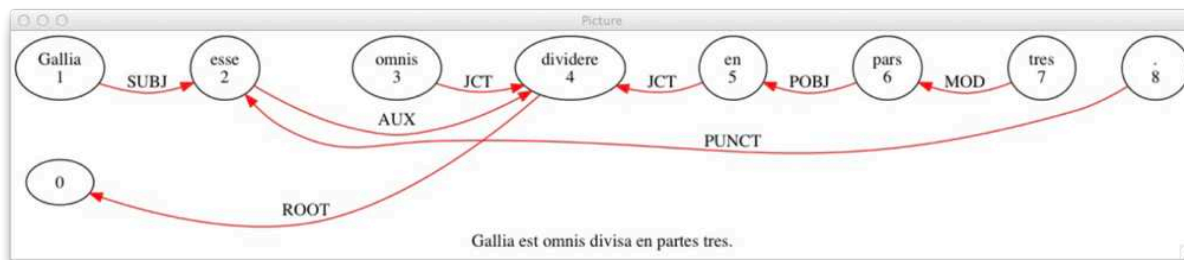 Picture
Gallia esse omnis dividere en pars tres .
1 2 3 4 5 6 7 8
SUBJ JCT JCT POBJ MOD
AUX
PUNCT
0
ROOT
Gallia est omnis divisa en partes tres.